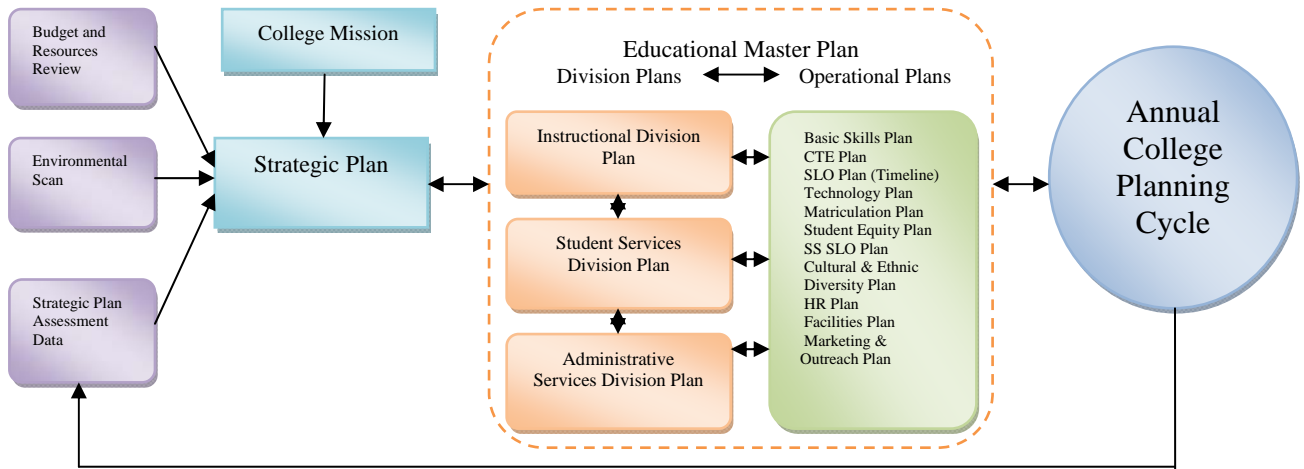 Budget and
Resources
Review
College Mission
Environmental
Scan
Strategic Plan
Strategic Plan
Assessment
Data
Educational Master Plan
Division Plans
Operational Plans
Instructional Division
Plan
Student Services
Division Plan
Administrative
Services Division Plan
Basic Skills Plan
CTE Plan
SLO Plan (Timeline)
Technology Plan
Matriculation Plan
Student Equity Plan
SS SLO Plan
Cultural & Ethnic
Diversity Plan
HR Plan
Facilities Plan
Marketing &
Outreach Plan
Annual
College
Planning
Cycle